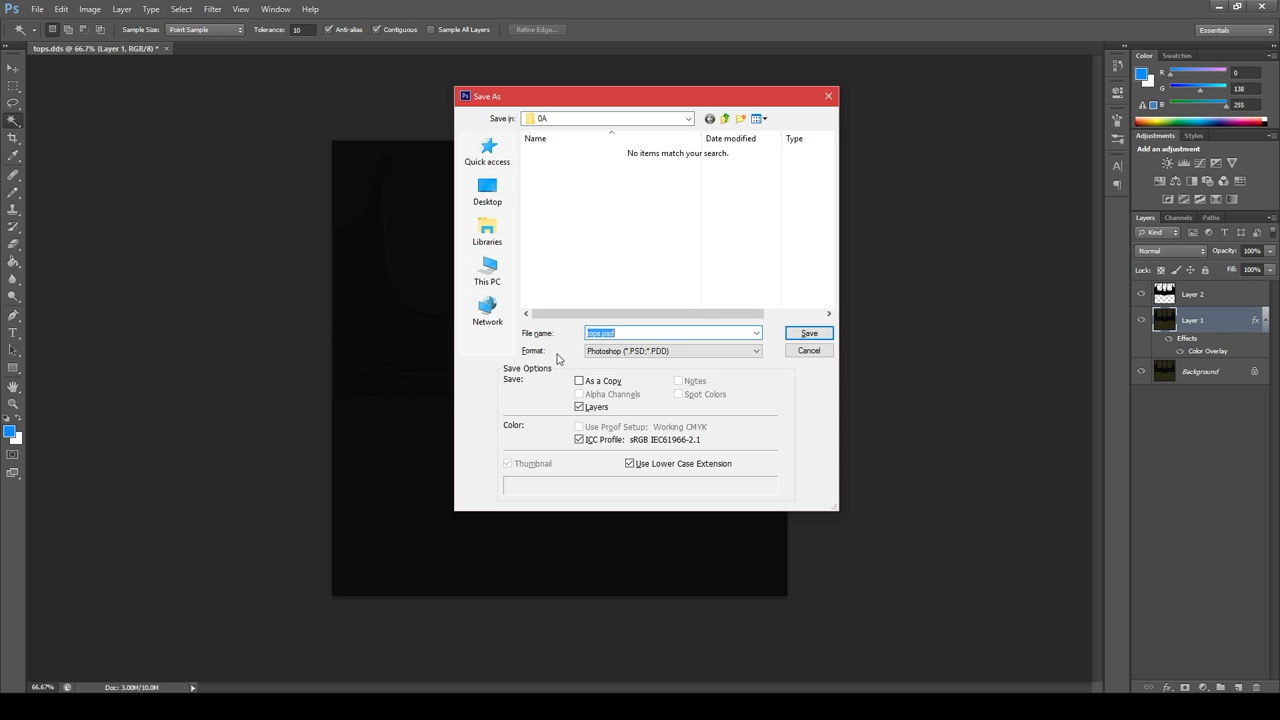 Ps File Edit Image Layer Type Select Filter View Window Help
Sample Size: Point Sample Tolerance: 10 Anti-alias Contiguous Sample All Layers Refine Edge... Essentials
tops.dds @ 66.7% (Layer 1, RGB/8) * ×
Color Swatches
R 0
G 138
B 255
Adjustments Styles
Add an adjustment
Layers Channels Paths
Kind
Normal Opacity: 100%
Lock: Fill: 100%
Layer 2
Layer 1 fx
Effects
Color Overlay
Background
Ps Save As
Save in: 0A
Name Date modified Type
No items match your search.
Quick access
Desktop
Libraries
This PC
Network
File name: tops.psd Save
Format: Photoshop (*.PSD;*.PDD) Cancel
Save Options
Save: As a Copy Notes
Alpha Channels Spot Colors
Layers
Color: Use Proof Setup: Working CMYK
ICC Profile: sRGB IEC61966-2.1
Thumbnail Use Lower Case Extension
66.67% Doc: 3.00M/10.0M